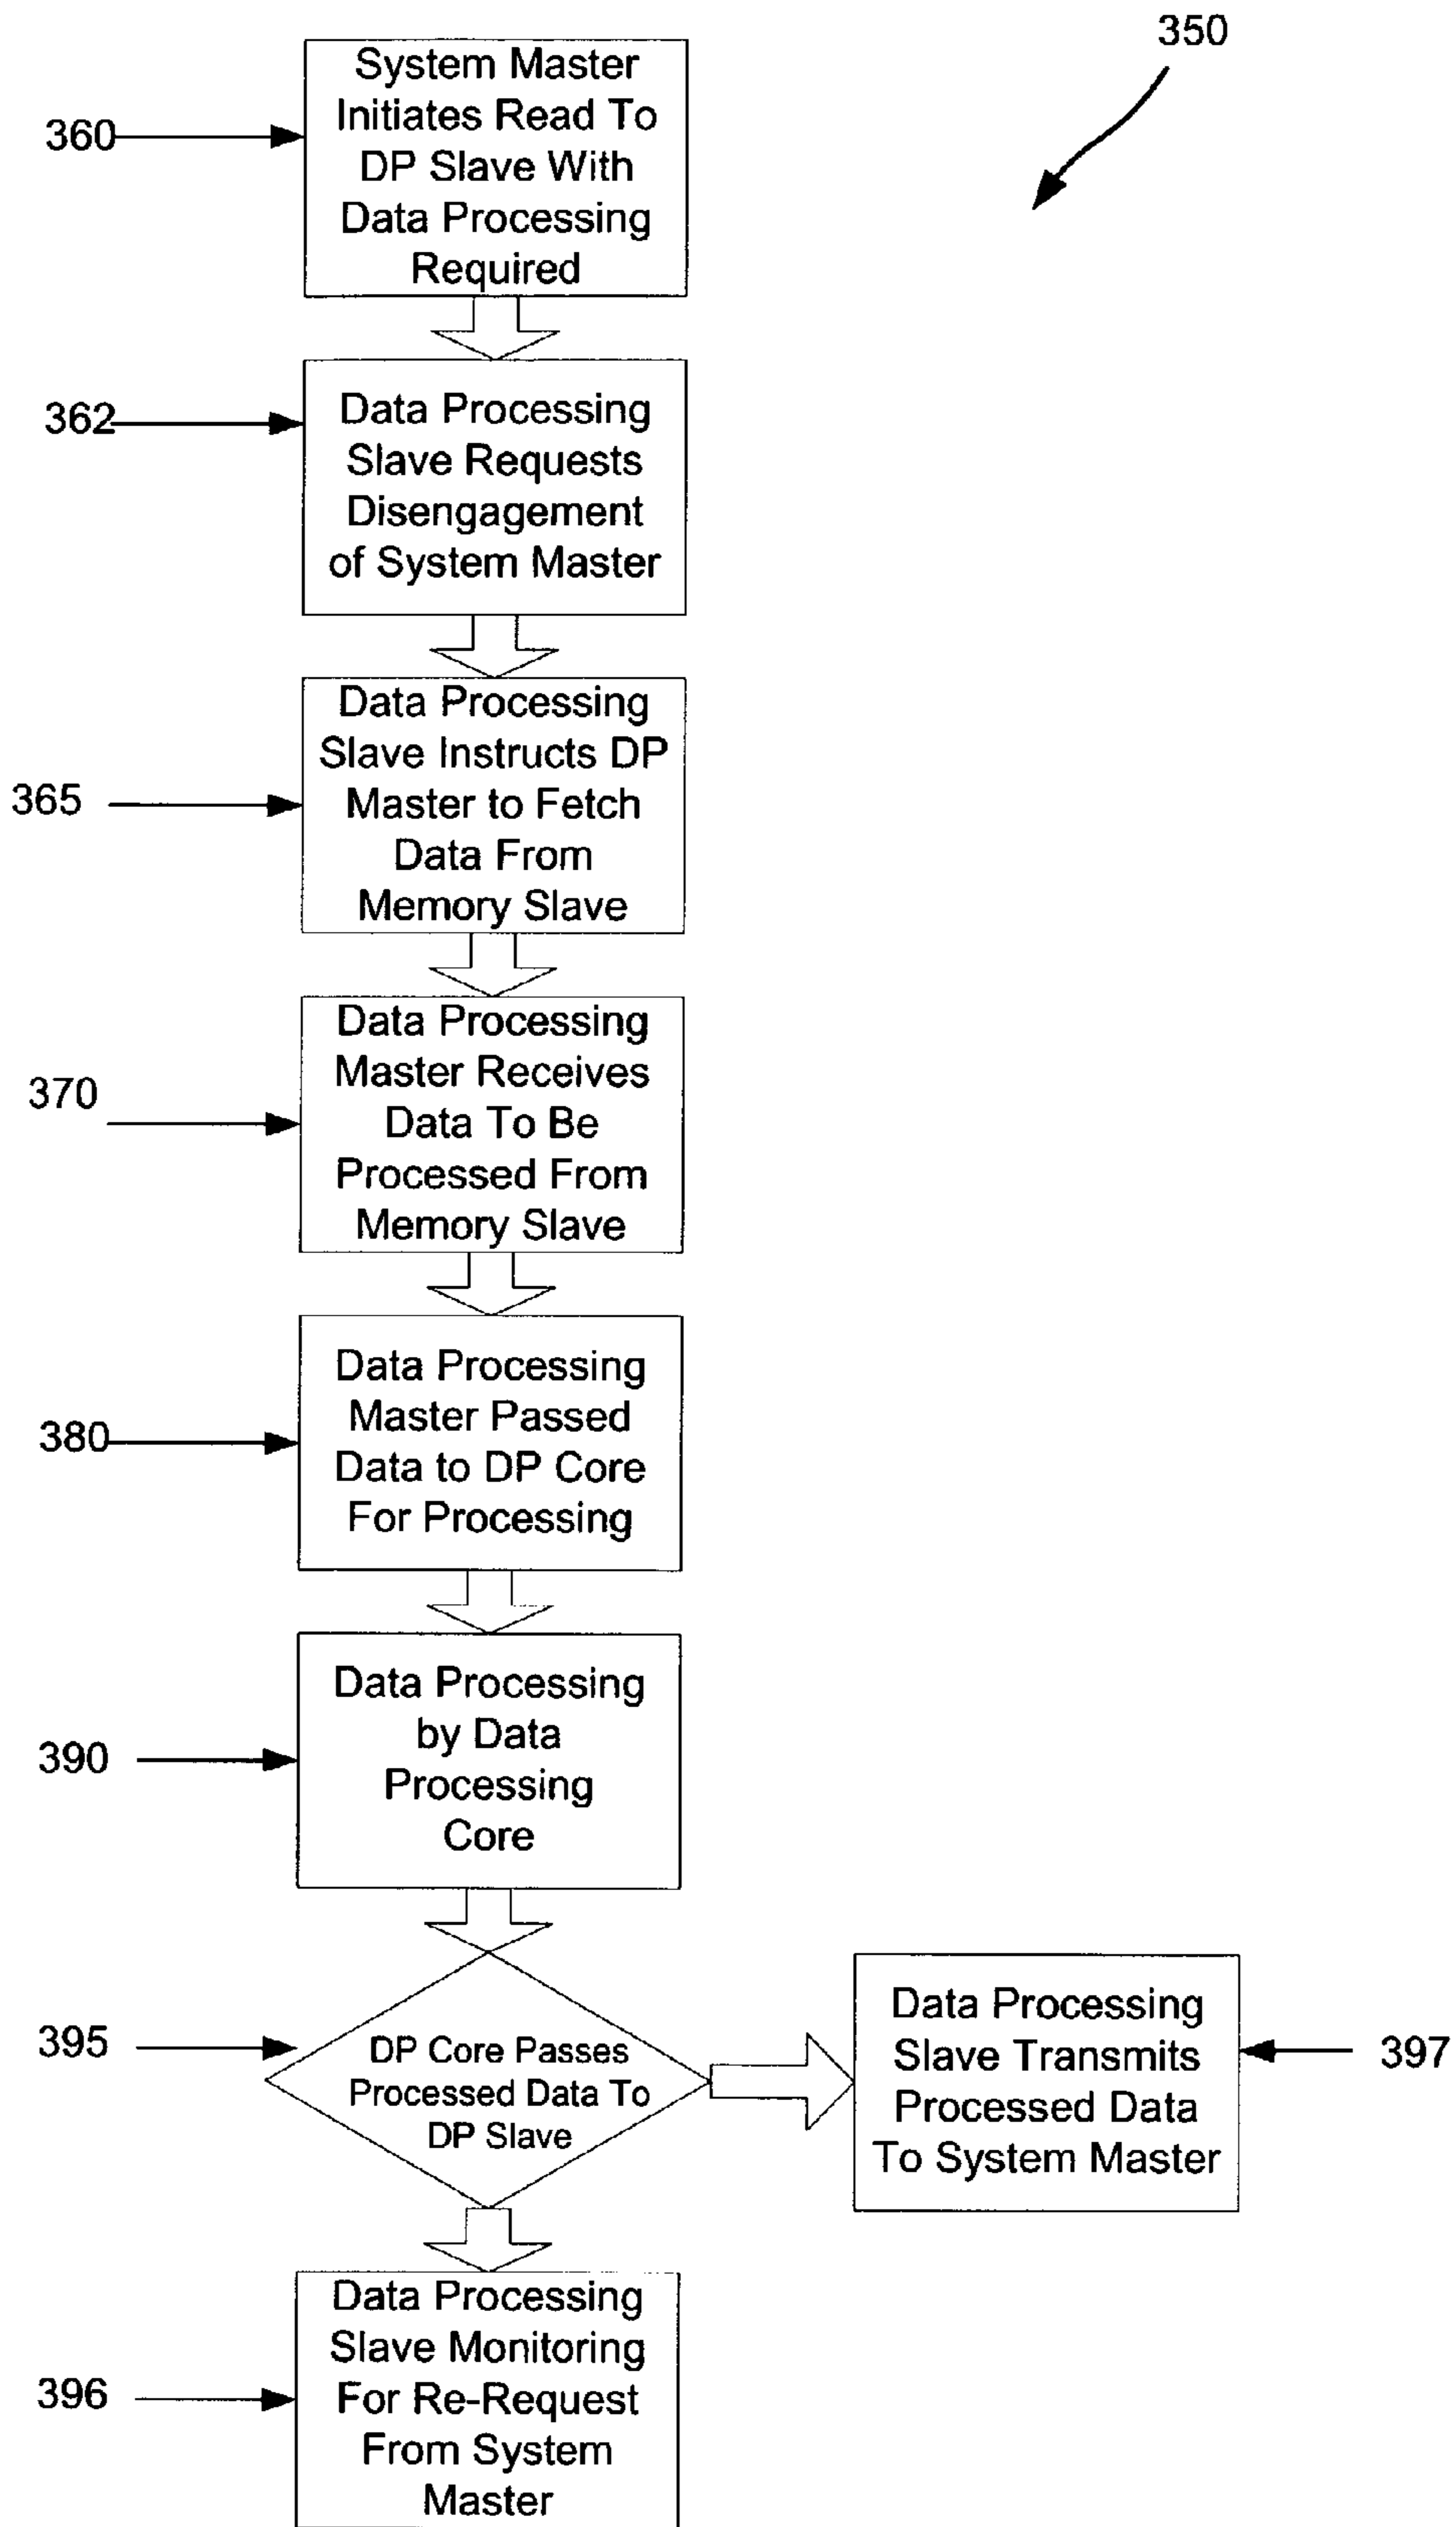 350
360
System Master
Initiates Read To
DP Slave With
Data Processing
Required
362
Data Processing
Slave Requests
Disengagement
of System Master
365
Data Processing
Slave Instructs DP
Master to Fetch
Data From
Memory Slave
370
Data Processing
Master Receives
Data To Be
Processed From
Memory Slave
380
Data Processing
Master Passed
Data to DP Core
For Processing
390
Data Processing
by Data
Processing
Core
395
DP Core Passes
Processed Data To
DP Slave
Data Processing
Slave Transmits
Processed Data
To System Master
397
396
Data Processing
Slave Monitoring
For Re-Request
From System
Master